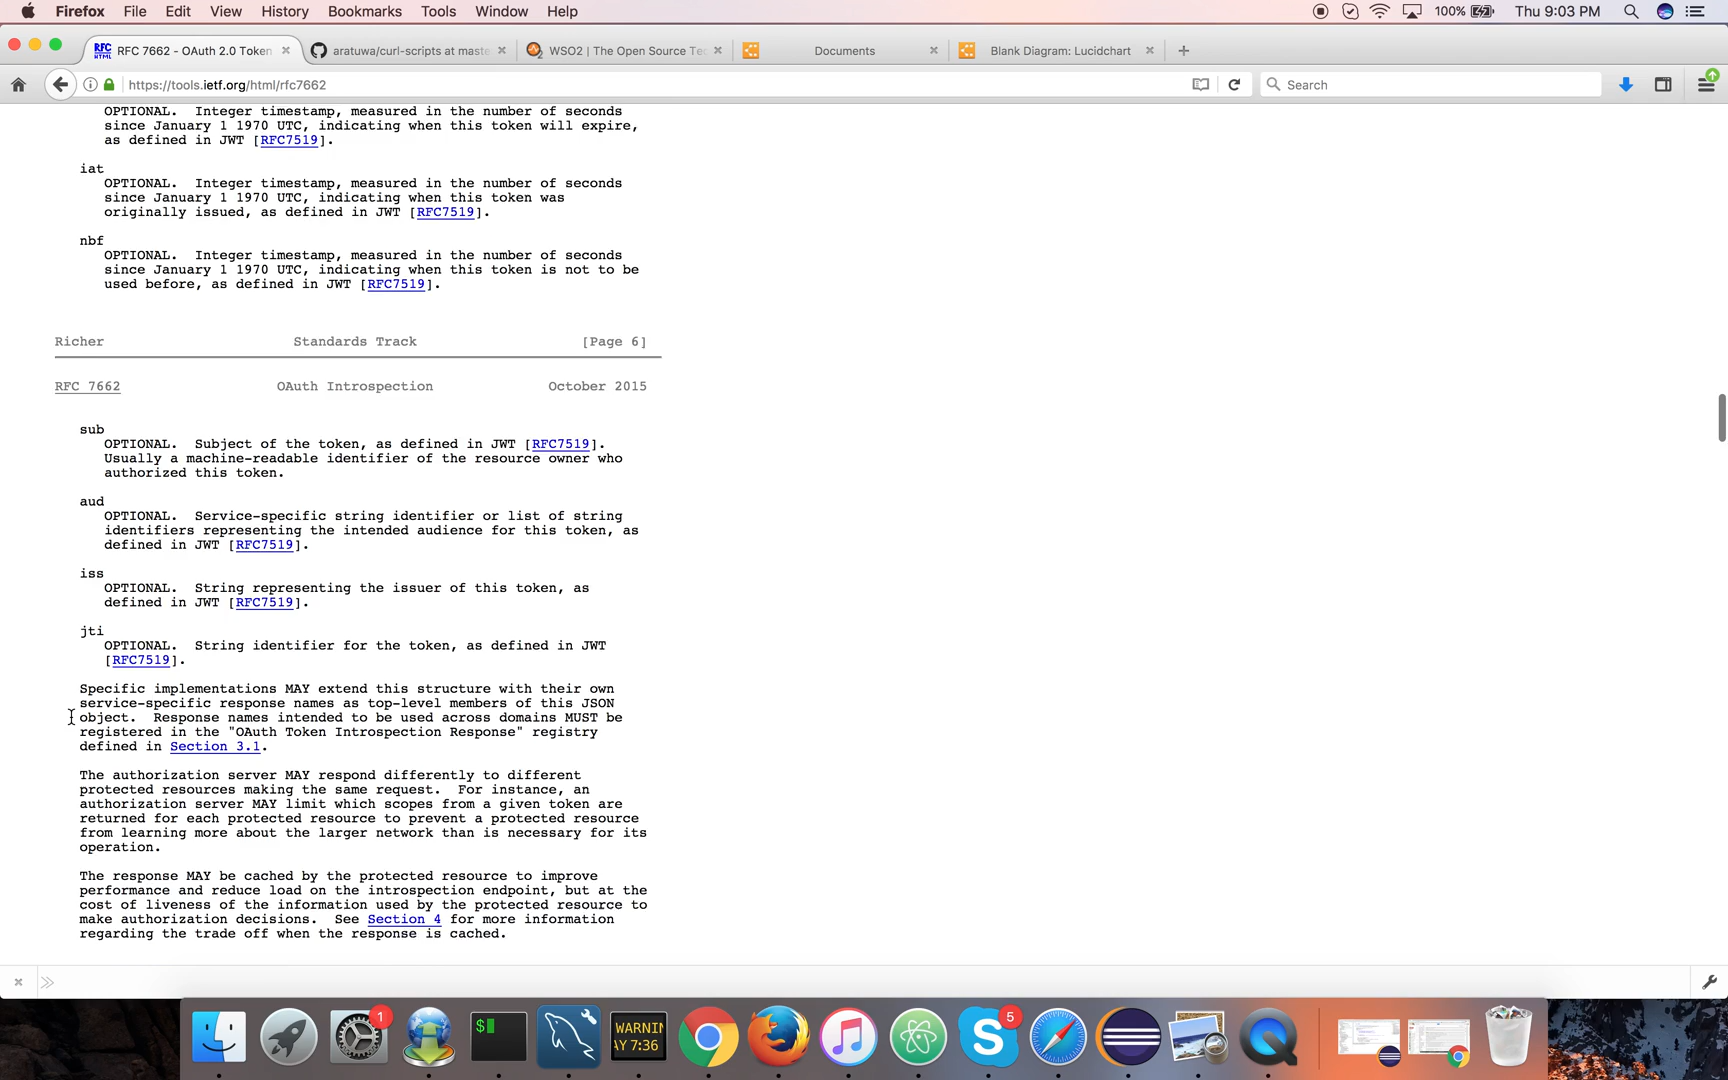 Firefox File Edit View History Bookmarks Tools Window Help 100% Thu 9:03 PM
RFC HTML RFC 7662 - OAuth 2.0 Token aratuwa/curl-scripts at maste WSO2 | The Open Source Te Documents Blank Diagram: Lucidchart
https://tools.ietf.org/html/rfc7662 Search
OPTIONAL. Integer timestamp, measured in the number of seconds
since January 1 1970 UTC, indicating when this token will expire,
as defined in JWT [RFC7519].
iat
OPTIONAL. Integer timestamp, measured in the number of seconds
since January 1 1970 UTC, indicating when this token was
originally issued, as defined in JWT [RFC7519].
nbf
OPTIONAL. Integer timestamp, measured in the number of seconds
since January 1 1970 UTC, indicating when this token is not to be
used before, as defined in JWT [RFC7519].
Richer Standards Track [Page 6]
RFC 7662 OAuth Introspection October 2015
sub
OPTIONAL. Subject of the token, as defined in JWT [RFC7519].
Usually a machine-readable identifier of the resource owner who
authorized this token.
aud
OPTIONAL. Service-specific string identifier or list of string
identifiers representing the intended audience for this token, as
defined in JWT [RFC7519].
iss
OPTIONAL. String representing the issuer of this token, as
defined in JWT [RFC7519].
jti
OPTIONAL. String identifier for the token, as defined in JWT
[RFC7519].
Specific implementations MAY extend this structure with their own
service-specific response names as top-level members of this JSON
object. Response names intended to be used across domains MUST be
registered in the "OAuth Token Introspection Response" registry
defined in Section 3.1.
The authorization server MAY respond differently to different
protected resources making the same request. For instance, an
authorization server MAY limit which scopes from a given token are
returned for each protected resource to prevent a protected resource
from learning more about the larger network than is necessary for its
operation.
The response MAY be cached by the protected resource to improve
performance and reduce load on the introspection endpoint, but at the
cost of liveness of the information used by the protected resource to
make authorization decisions. See Section 4 for more information
regarding the trade off when the response is cached.
1 $ WARNIN 5
AY 7:36